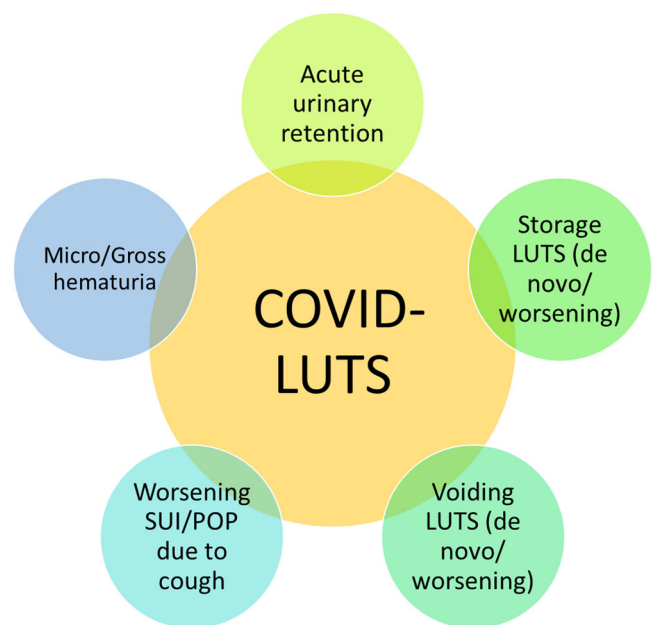 Acute
urinary
retention
Storage
LUTS (de
novo/
worsening)
Voiding
LUTS (de
novo/
worsening)
Worsening
SUI/POP
due to
cough
Micro/Gross
hematuria
COVID-
LUTS